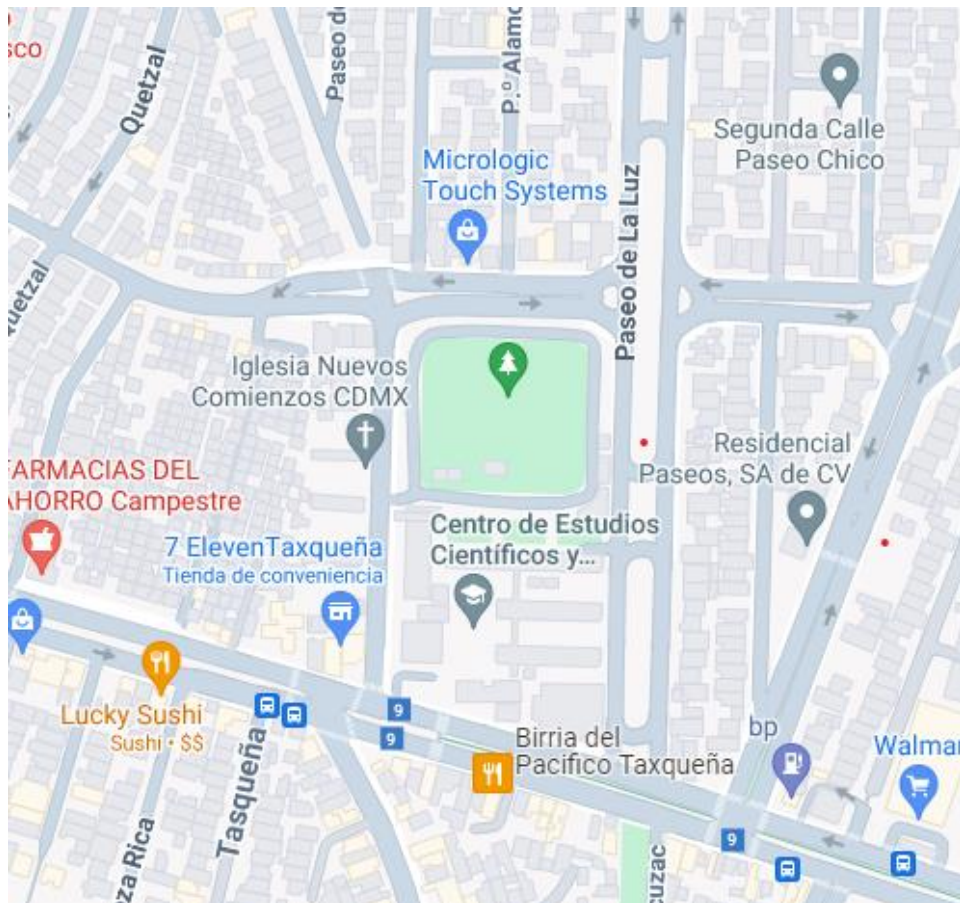 sco
Quetzal
Paseo de
P.º Alamo
Segunda Calle
Paseo Chico
Micrologic
Touch Systems
Paseo de La Luz
uetzal
Iglesia Nuevos
Comienzos CDMX
Residencial
Paseos, SA de CV
FARMACIAS DEL
AHORRO Campestre
Centro de Estudios
Científicos y...
7 ElevenTaxqueña
Tienda de conveniencia
Lucky Sushi
Sushi • $$
9
9
Birria del
Pacifico Taxqueña
bp
Walmar
Tasqueña
9
za Rica
cuzac